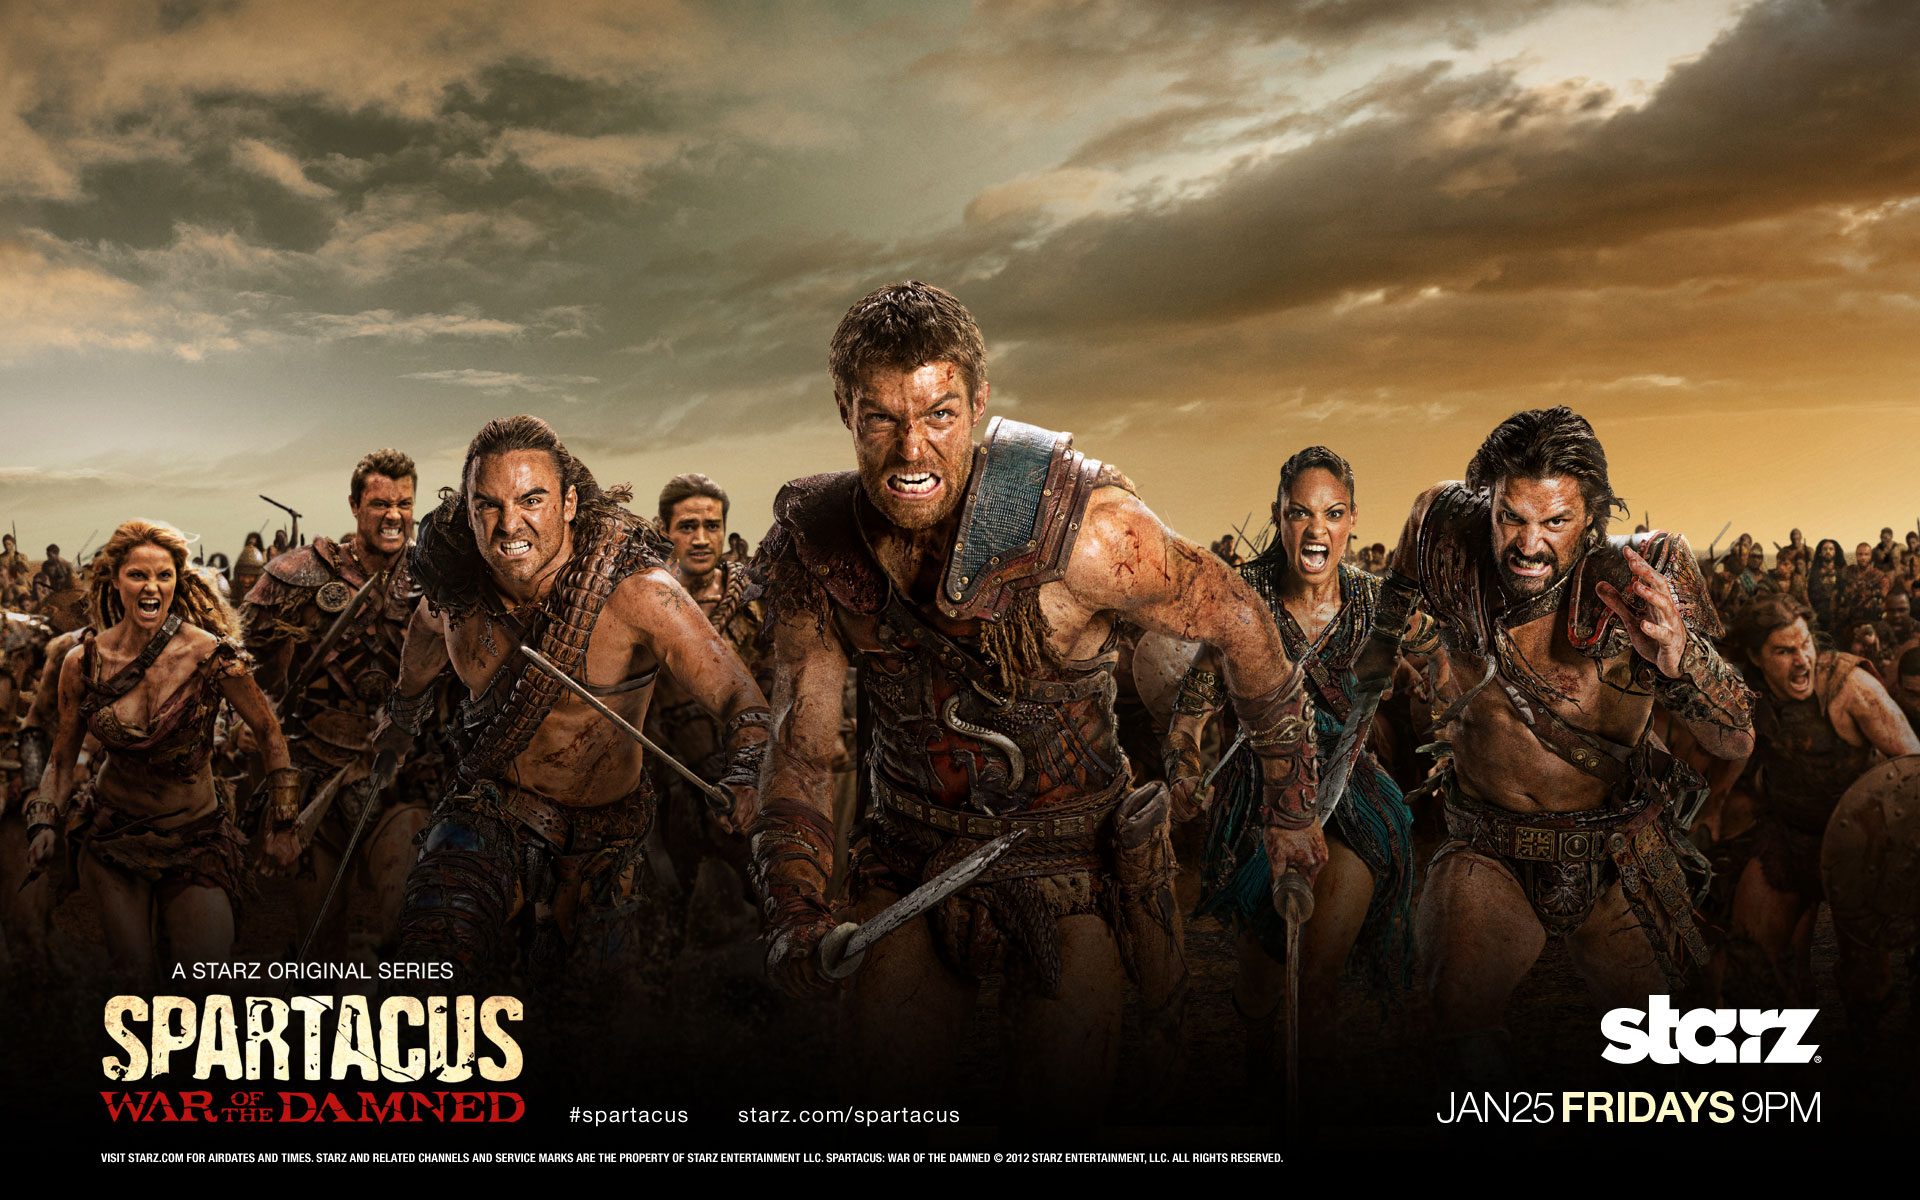 A STARZ ORIGINAL SERIES
SPARTACUS
WAR OF THE DAMNED
#spartacus
starz.com/spartacus
starz®
JAN25 FRIDAYS 9PM
VISIT STARZ.COM FOR AIRDATES AND TIMES. STARZ AND RELATED CHANNELS AND SERVICE MARKS ARE THE PROPERTY OF STARZ ENTERTAINMENT LLC. SPARTACUS: WAR OF THE DAMNED © 2012 STARZ ENTERTAINMENT, LLC. ALL RIGHTS RESERVED.